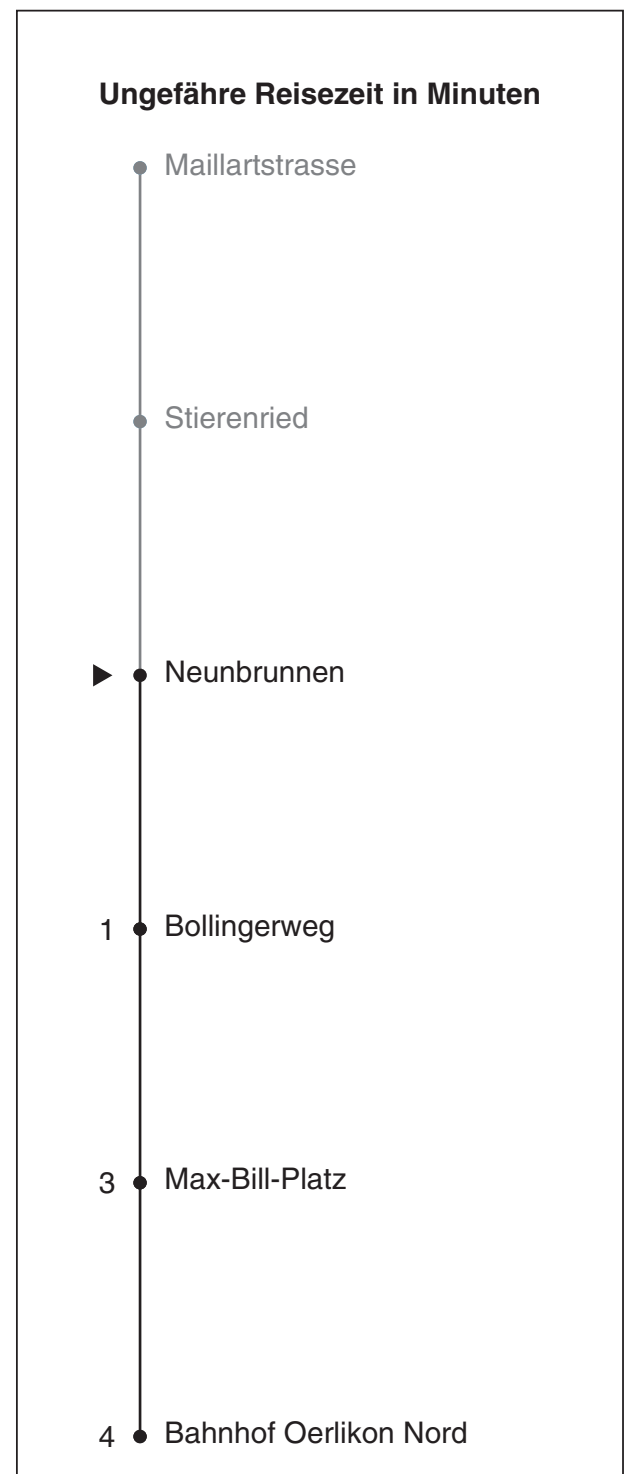 Ungefähre Reisezeit in Minuten
Maillartstrasse
Stierenried
Neunbrunnen
1 Bollingerweg
3 Max-Bill-Platz
4 Bahnhof Oerlikon Nord